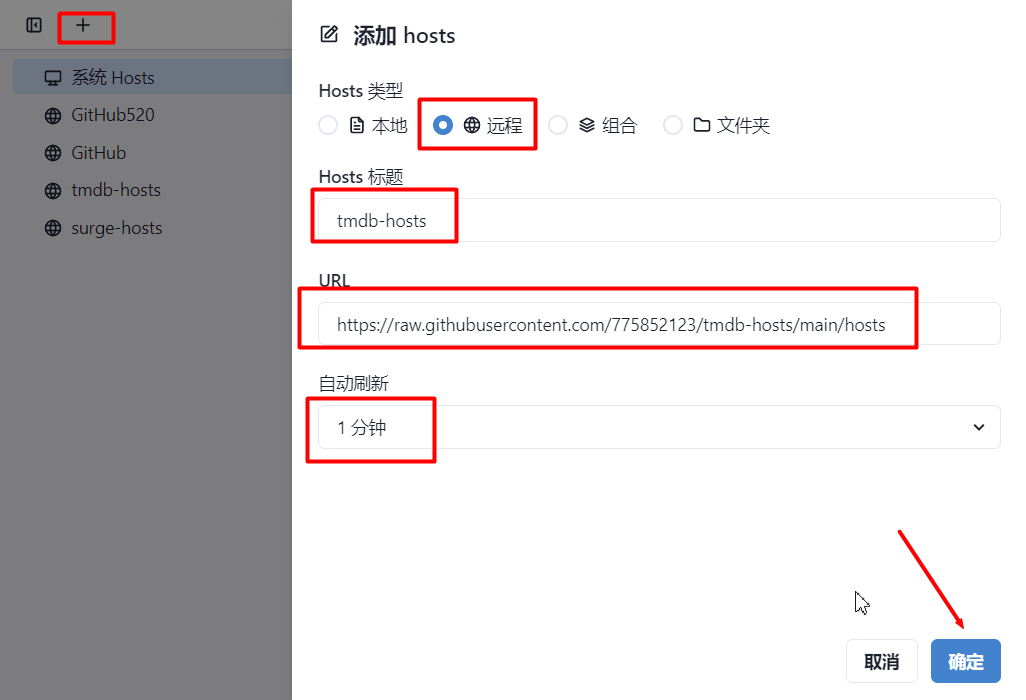 系统 Hosts
GitHub520
GitHub
tmdb-hosts
surge-hosts
添加 hosts
Hosts 类型
本地 远程 组合 文件夹
Hosts 标题
tmdb-hosts
URL
https://raw.githubusercontent.com/775852123/tmdb-hosts/main/hosts
自动刷新
1 分钟
取消 确定